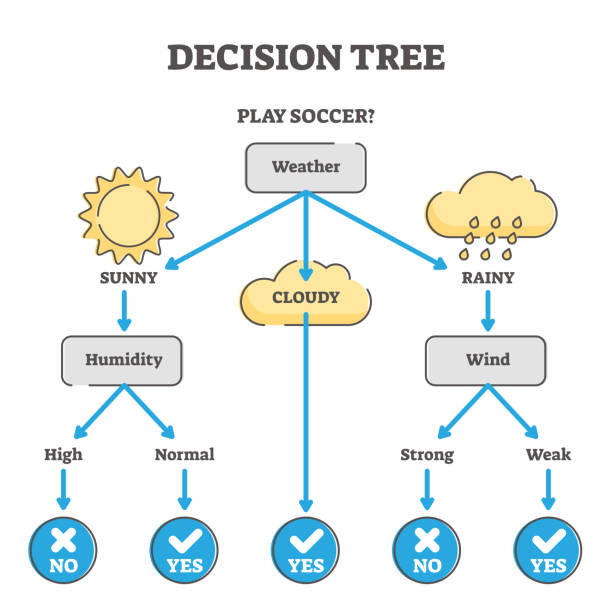 DECISION TREE
PLAY SOCCER?
Weather
SUNNY
CLOUDY
RAINY
Humidity
Wind
High
Normal
Strong
Weak
NO
YES
YES
NO
YES